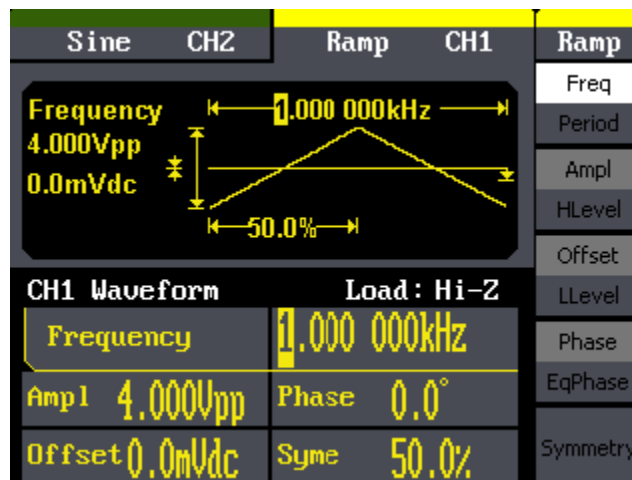 Sine CH2 Ramp CH1 Ramp
Freq
Period
Ampl
HLevel
Offset
LLevel
Phase
EqPhase
Symmetry
Frequency 1.000 000kHz
4.000Vpp
0.0mVdc
50.0%
CH1 Waveform Load: Hi-Z
Frequency 1.000 000kHz
Ampl 4.000Vpp Phase 0.0°
Offset 0.0mVdc Syme 50.0%